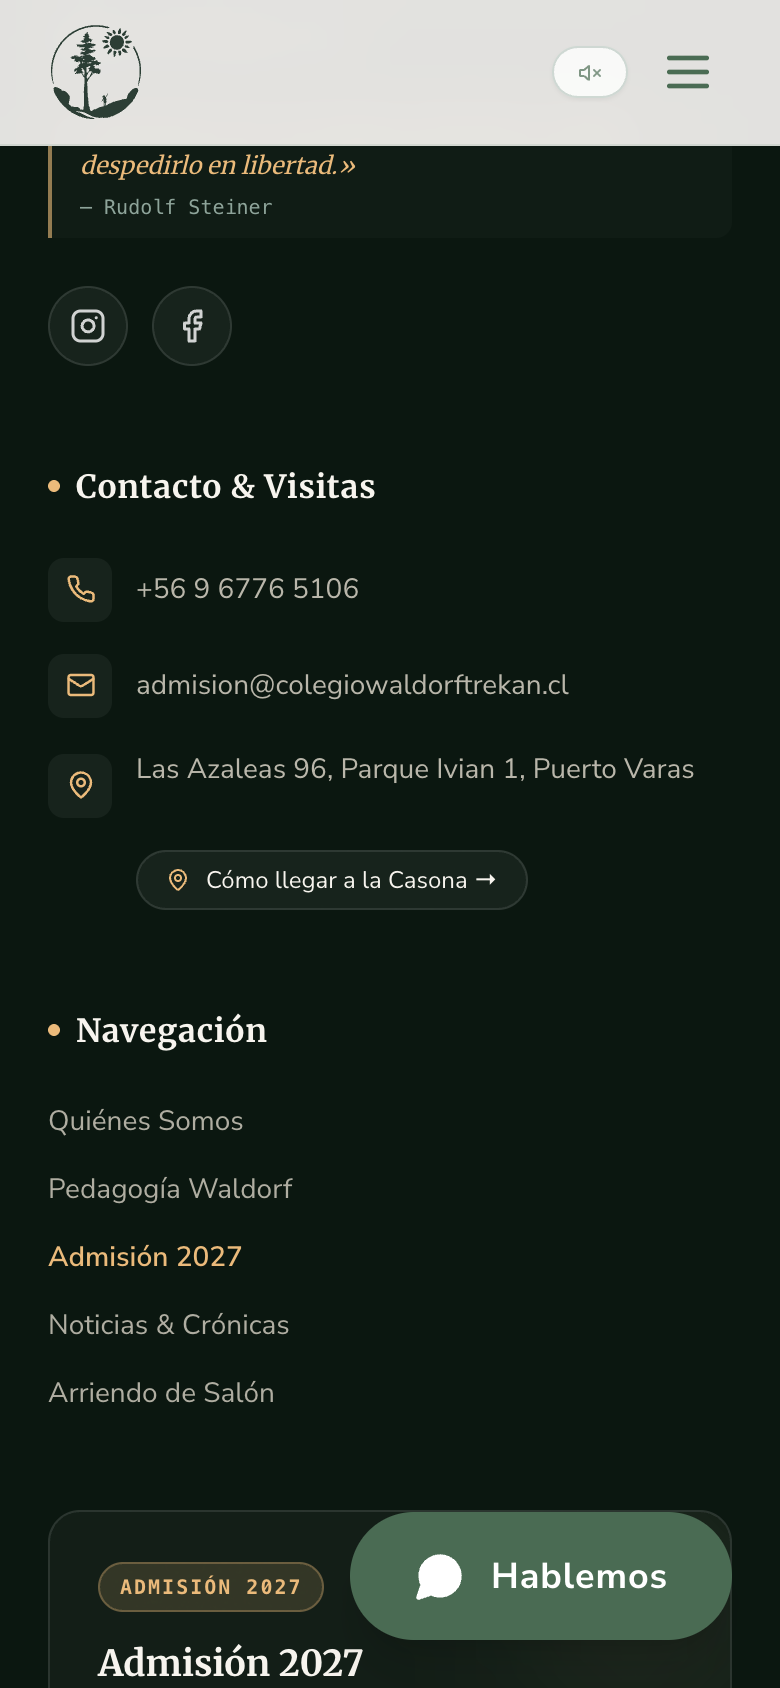 despedirlo en libertad.»
— Rudolf Steiner
Contacto & Visitas
+56 9 6776 5106
admision@colegiowaldorftrekan.cl
Las Azaleas 96, Parque Ivian 1, Puerto Varas
Cómo llegar a la Casona →
Navegación
Quiénes Somos
Pedagogía Waldorf
Admisión 2027
Noticias & Crónicas
Arriendo de Salón
ADMISIÓN 2027
Hablemos
Admisión 2027